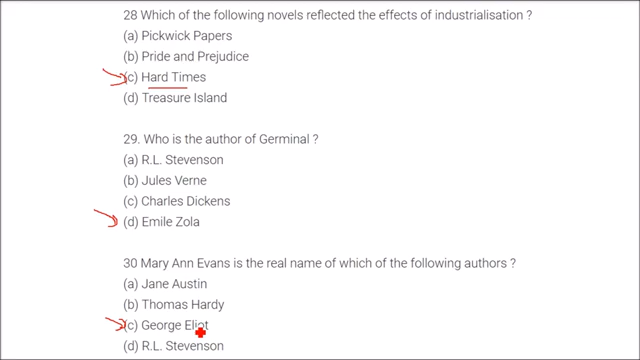 28 Which of the following novels reflected the effects of industrialisation ?
(a) Pickwick Papers
(b) Pride and Prejudice
(c) Hard Times
(d) Treasure Island
29. Who is the author of Germinal ?
(a) R.L. Stevenson
(b) Jules Verne
(c) Charles Dickens
(d) Emile Zola
30 Mary Ann Evans is the real name of which of the following authors ?
(a) Jane Austin
(b) Thomas Hardy
(c) George Eliot
(d) R.L. Stevenson